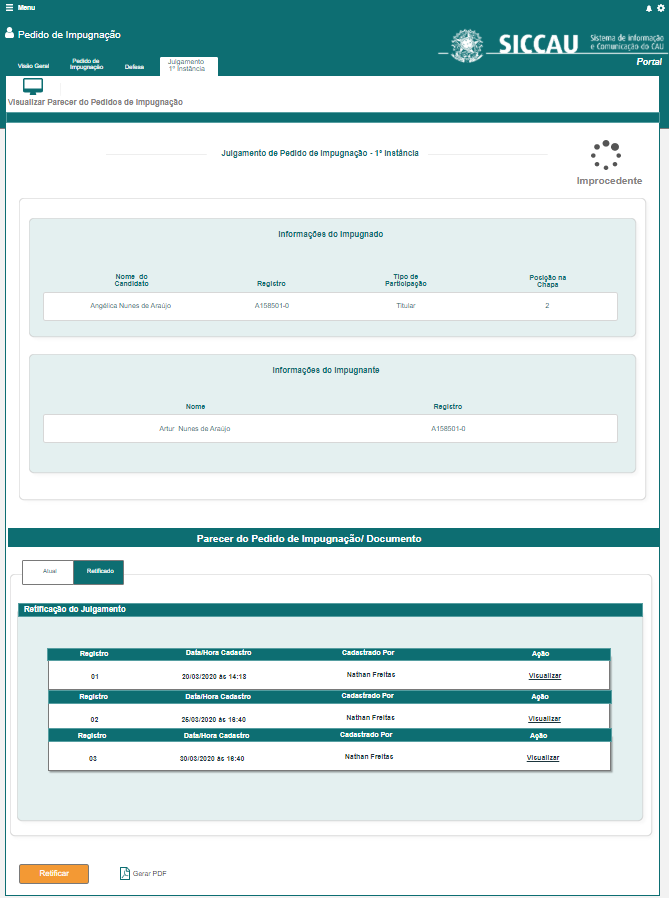 Menu
Pedido de Impugnação
SICCAU
Sistema de Informação
e Comunicação do CAU
Portal
Visão Geral
Pedido de
Impugnação
Defesa
Julgamento
1º Instância
Visualizar Parecer do Pedidos de Impugnação
Julgamento de Pedido de Impugnação - 1º Instância
Improcedente
Informações do Impugnado
Nome do
Candidato
Registro
Tipo de
Participação
Posição na
Chapa
Angélica Nunes de Araújo
A158501-0
Titular
2
Informações do Impugnante
Nome
Registro
Artur Nunes de Araújo
A158501-0
Parecer do Pedido de Impugnação/ Documento
Atual
Retificado
Retificação do Julgamento
Registro
Data/Hora Cadastro
Cadastrado Por
Ação
01
20/03/2020 às 14:13
Nathan Freitas
Visualizar
Registro
Data/Hora Cadastro
Cadastrado Por
Ação
02
25/03/2020 às 16:40
Nathan Freitas
Visualizar
Registro
Data/Hora Cadastro
Cadastrado Por
Ação
03
30/03/2020 às 16:40
Nathan Freitas
Visualizar
Retificar
Gerar PDF